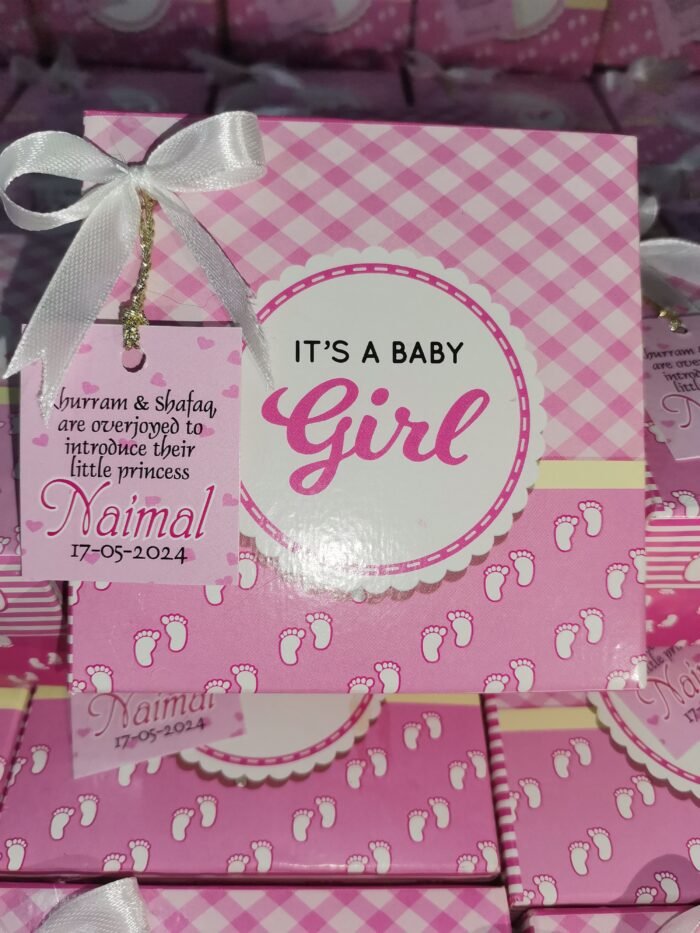 IT'S A BABY
Girl
Khurram & Shafaq
are overjoyed to
introduce their
little princess
Naimal
17-05-2024
Naimal
17-05-2024